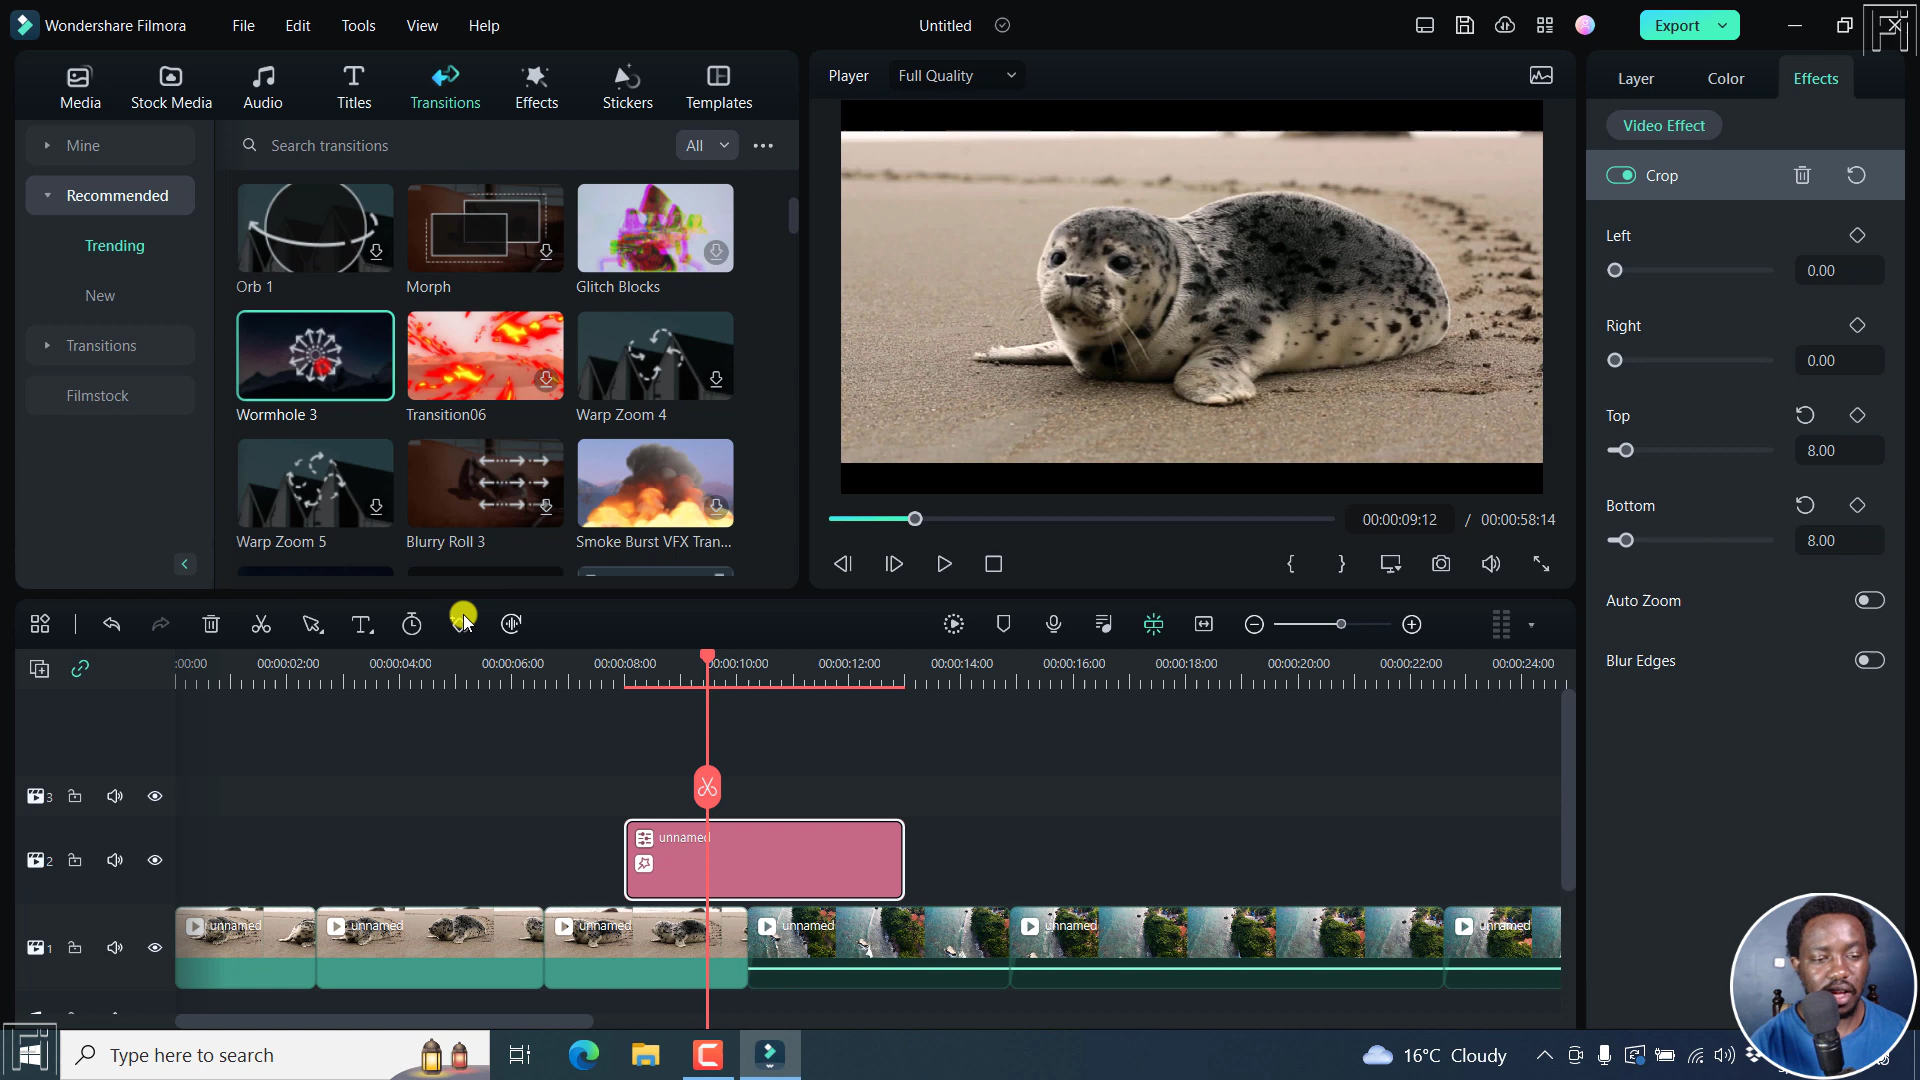 Wondershare Filmora
File
Edit
Tools
View
Help
Untitled
Export
Media
Stock Media
Audio
Titles
Transitions
Effects
Stickers
Templates
Player
Full Quality
Layer
Color
Effects
Mine
Recommended
Trending
New
Transitions
Filmstock
Search transitions
All
Orb 1
Morph
Glitch Blocks
Wormhole 3
Transition06
Warp Zoom 4
Warp Zoom 5
Blurry Roll 3
Smoke Burst VFX Tran...
Video Effect
Crop
Left
0.00
Right
0.00
Top
8.00
Bottom
8.00
Auto Zoom
Blur Edges
00:00:09:12
/
00:00:58:14
:00:00
00:00:02:00
00:00:04:00
00:00:06:00
00:00:08:00
00:00:10:00
00:00:12:00
00:00:14:00
00:00:16:00
00:00:18:00
00:00:20:00
00:00:22:00
00:00:24:00
3
2
unnamed
1
unnamed
unnamed
unnamed
unnamed
unnamed
unnamed
Type here to search
16°C Cloudy